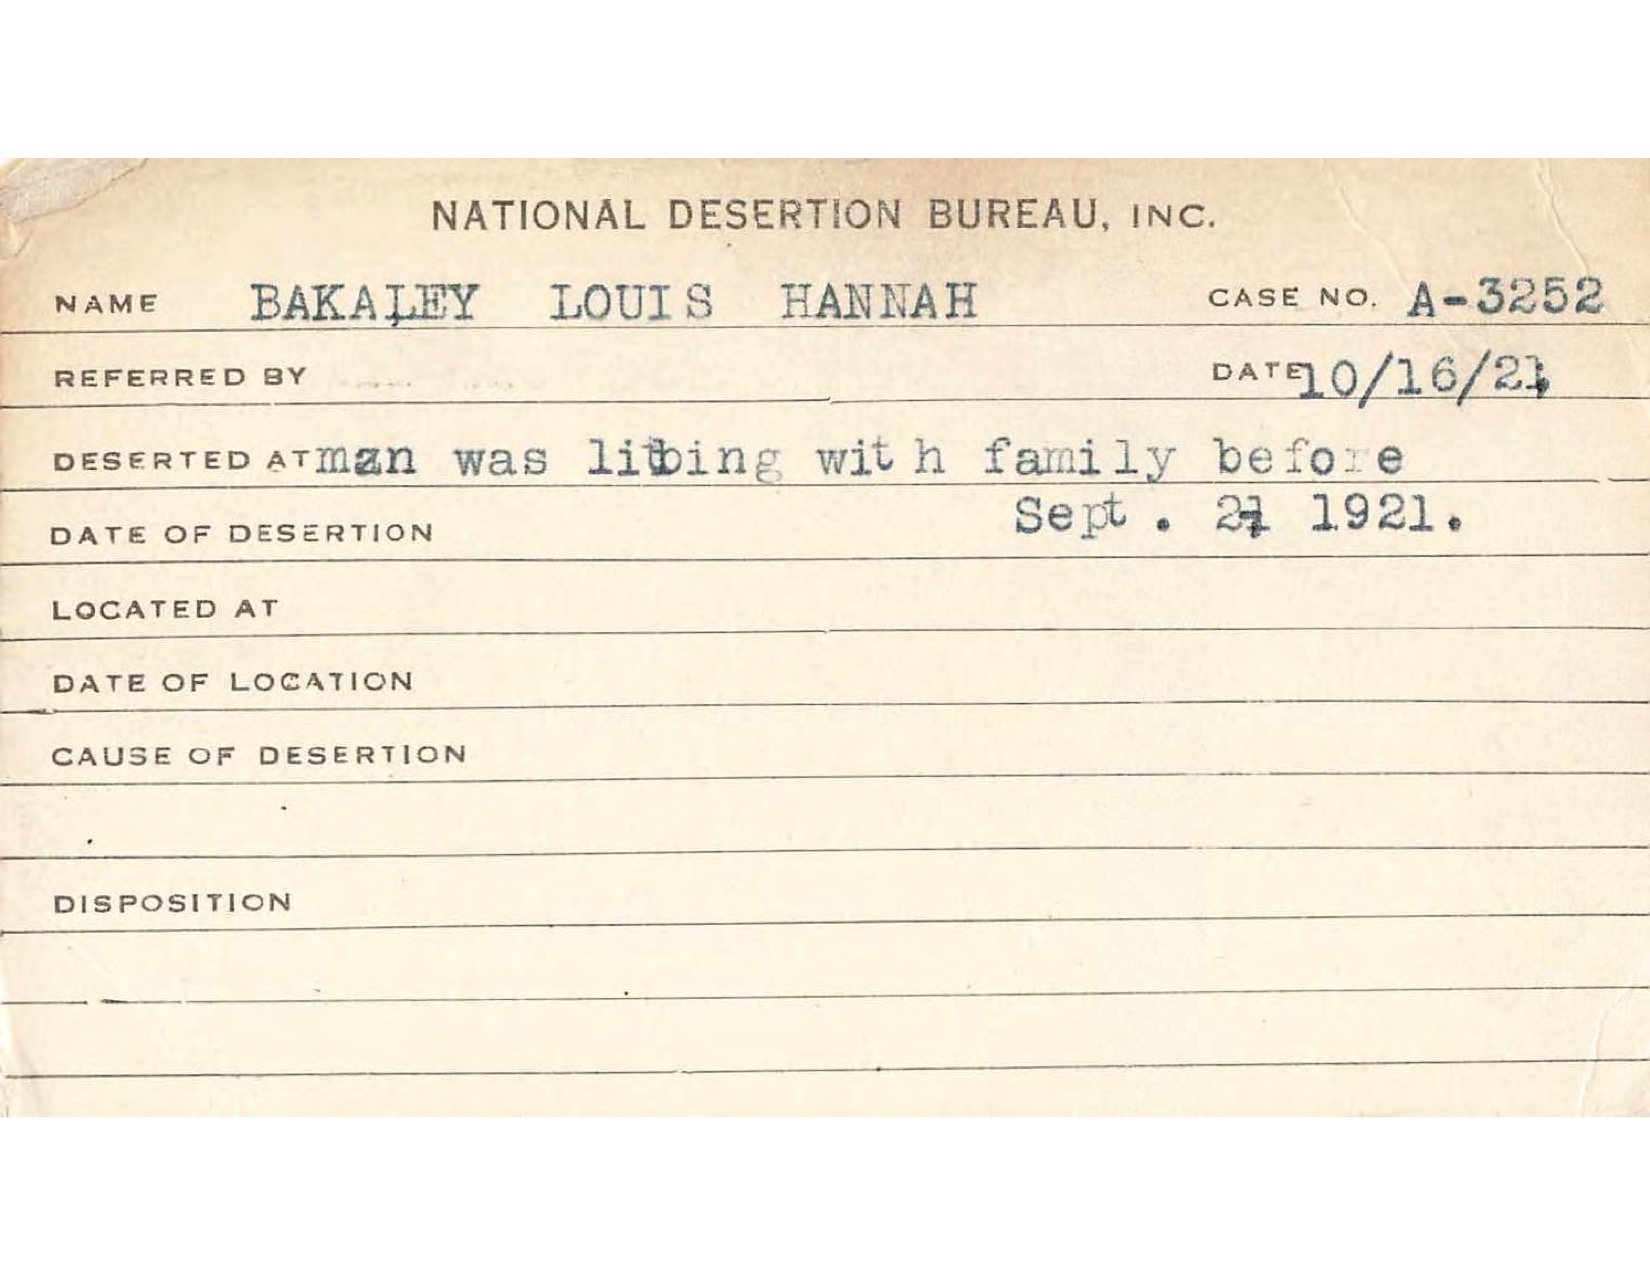 NATIONAL DESERTION BUREAU, INC.
NAME BAKALEY LOUIS HANNAH CASE NO. A-3252
REFERRED BY DATE 10/16/21
DESERTED AT man was libing with family before
DATE OF DESERTION Sept. 21 1921.
LOCATED AT
DATE OF LOCATION
CAUSE OF DESERTION
DISPOSITION